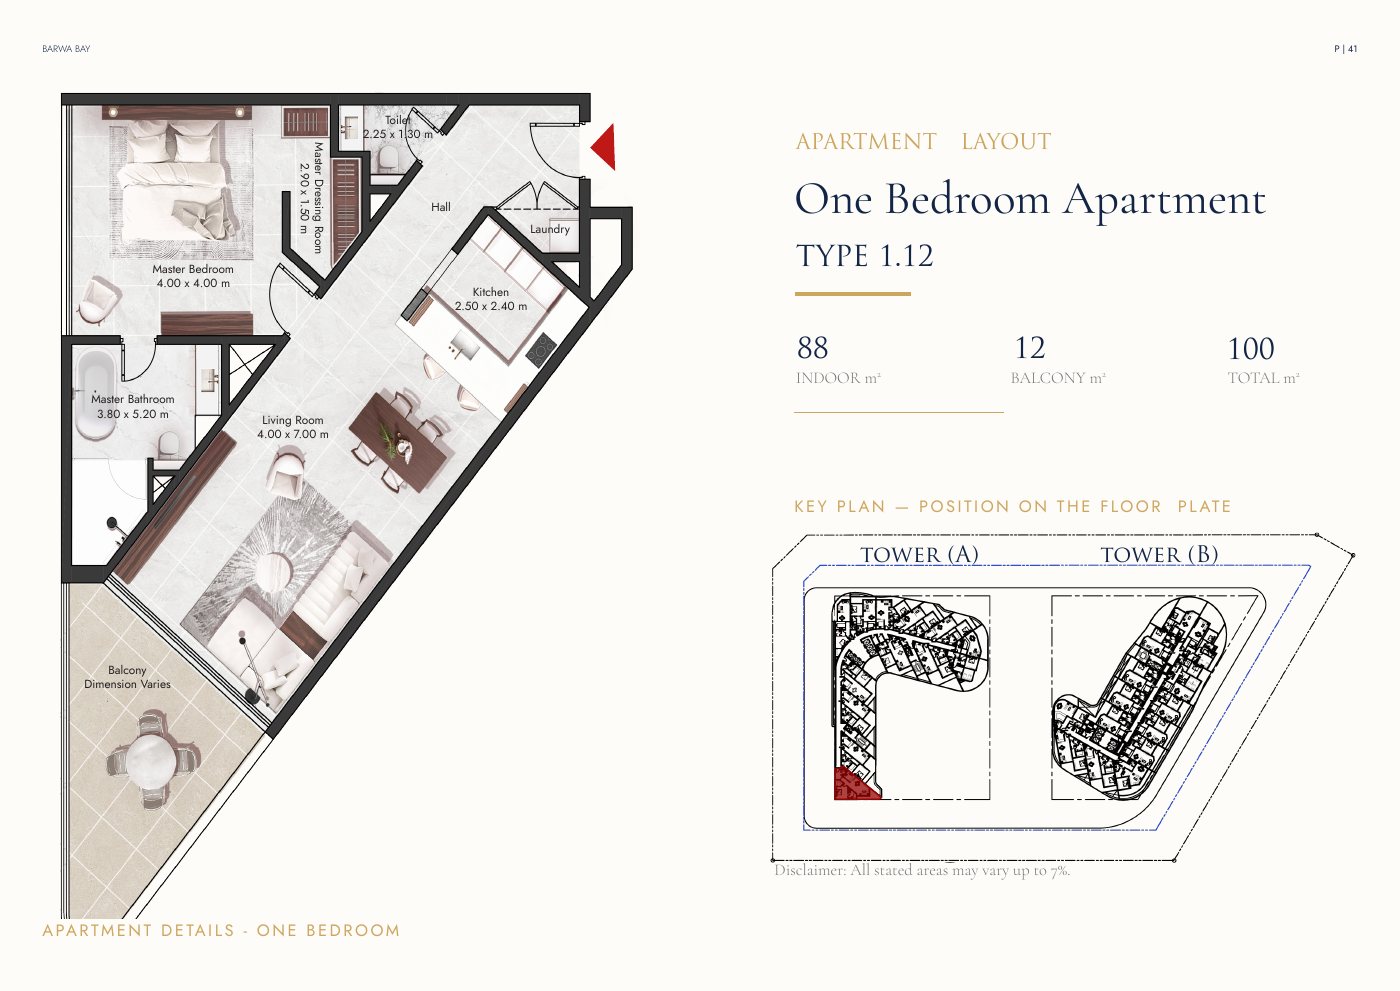 BARWA BAY
P | 41
Toilet
2.25 x 1.30 m
Master Dressing Room
2.90 x 1.50 m
Hall
Laundry
Master Bedroom
4.00 x 4.00 m
Kitchen
2.50 x 2.40 m
Master Bathroom
3.80 x 5.20 m
Living Room
4.00 x 7.00 m
Balcony
Dimension Varies
APARTMENT DETAILS - ONE BEDROOM
APARTMENT LAYOUT
One Bedroom Apartment
TYPE 1.12
88
INDOOR m²
12
BALCONY m²
100
TOTAL m²
KEY PLAN — POSITION ON THE FLOOR PLATE
TOWER (A)
TOWER (B)
Disclaimer: All stated areas may vary up to 7%.